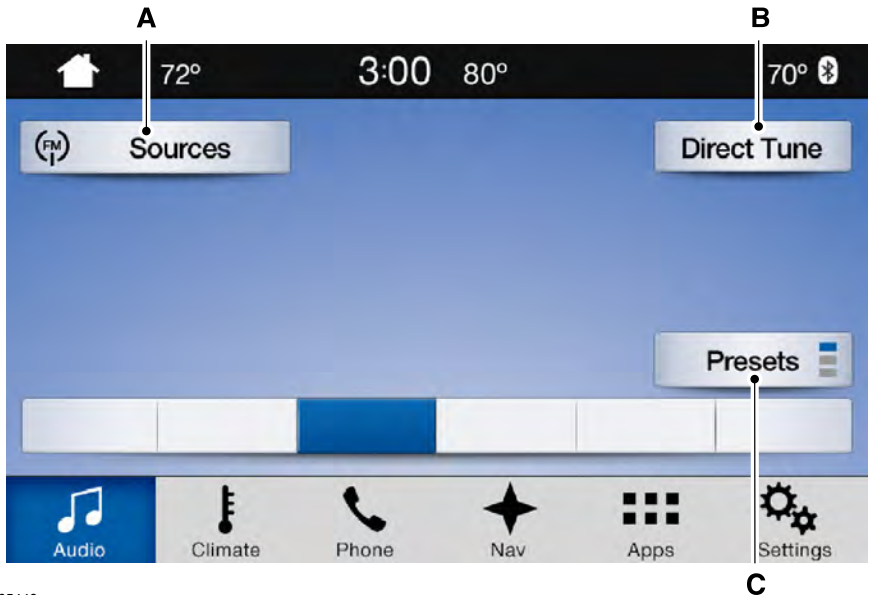 A
B
72° 3:00 80° 70°
FM Sources
Direct Tune
Presets
Audio Climate Phone Nav Apps Settings
C